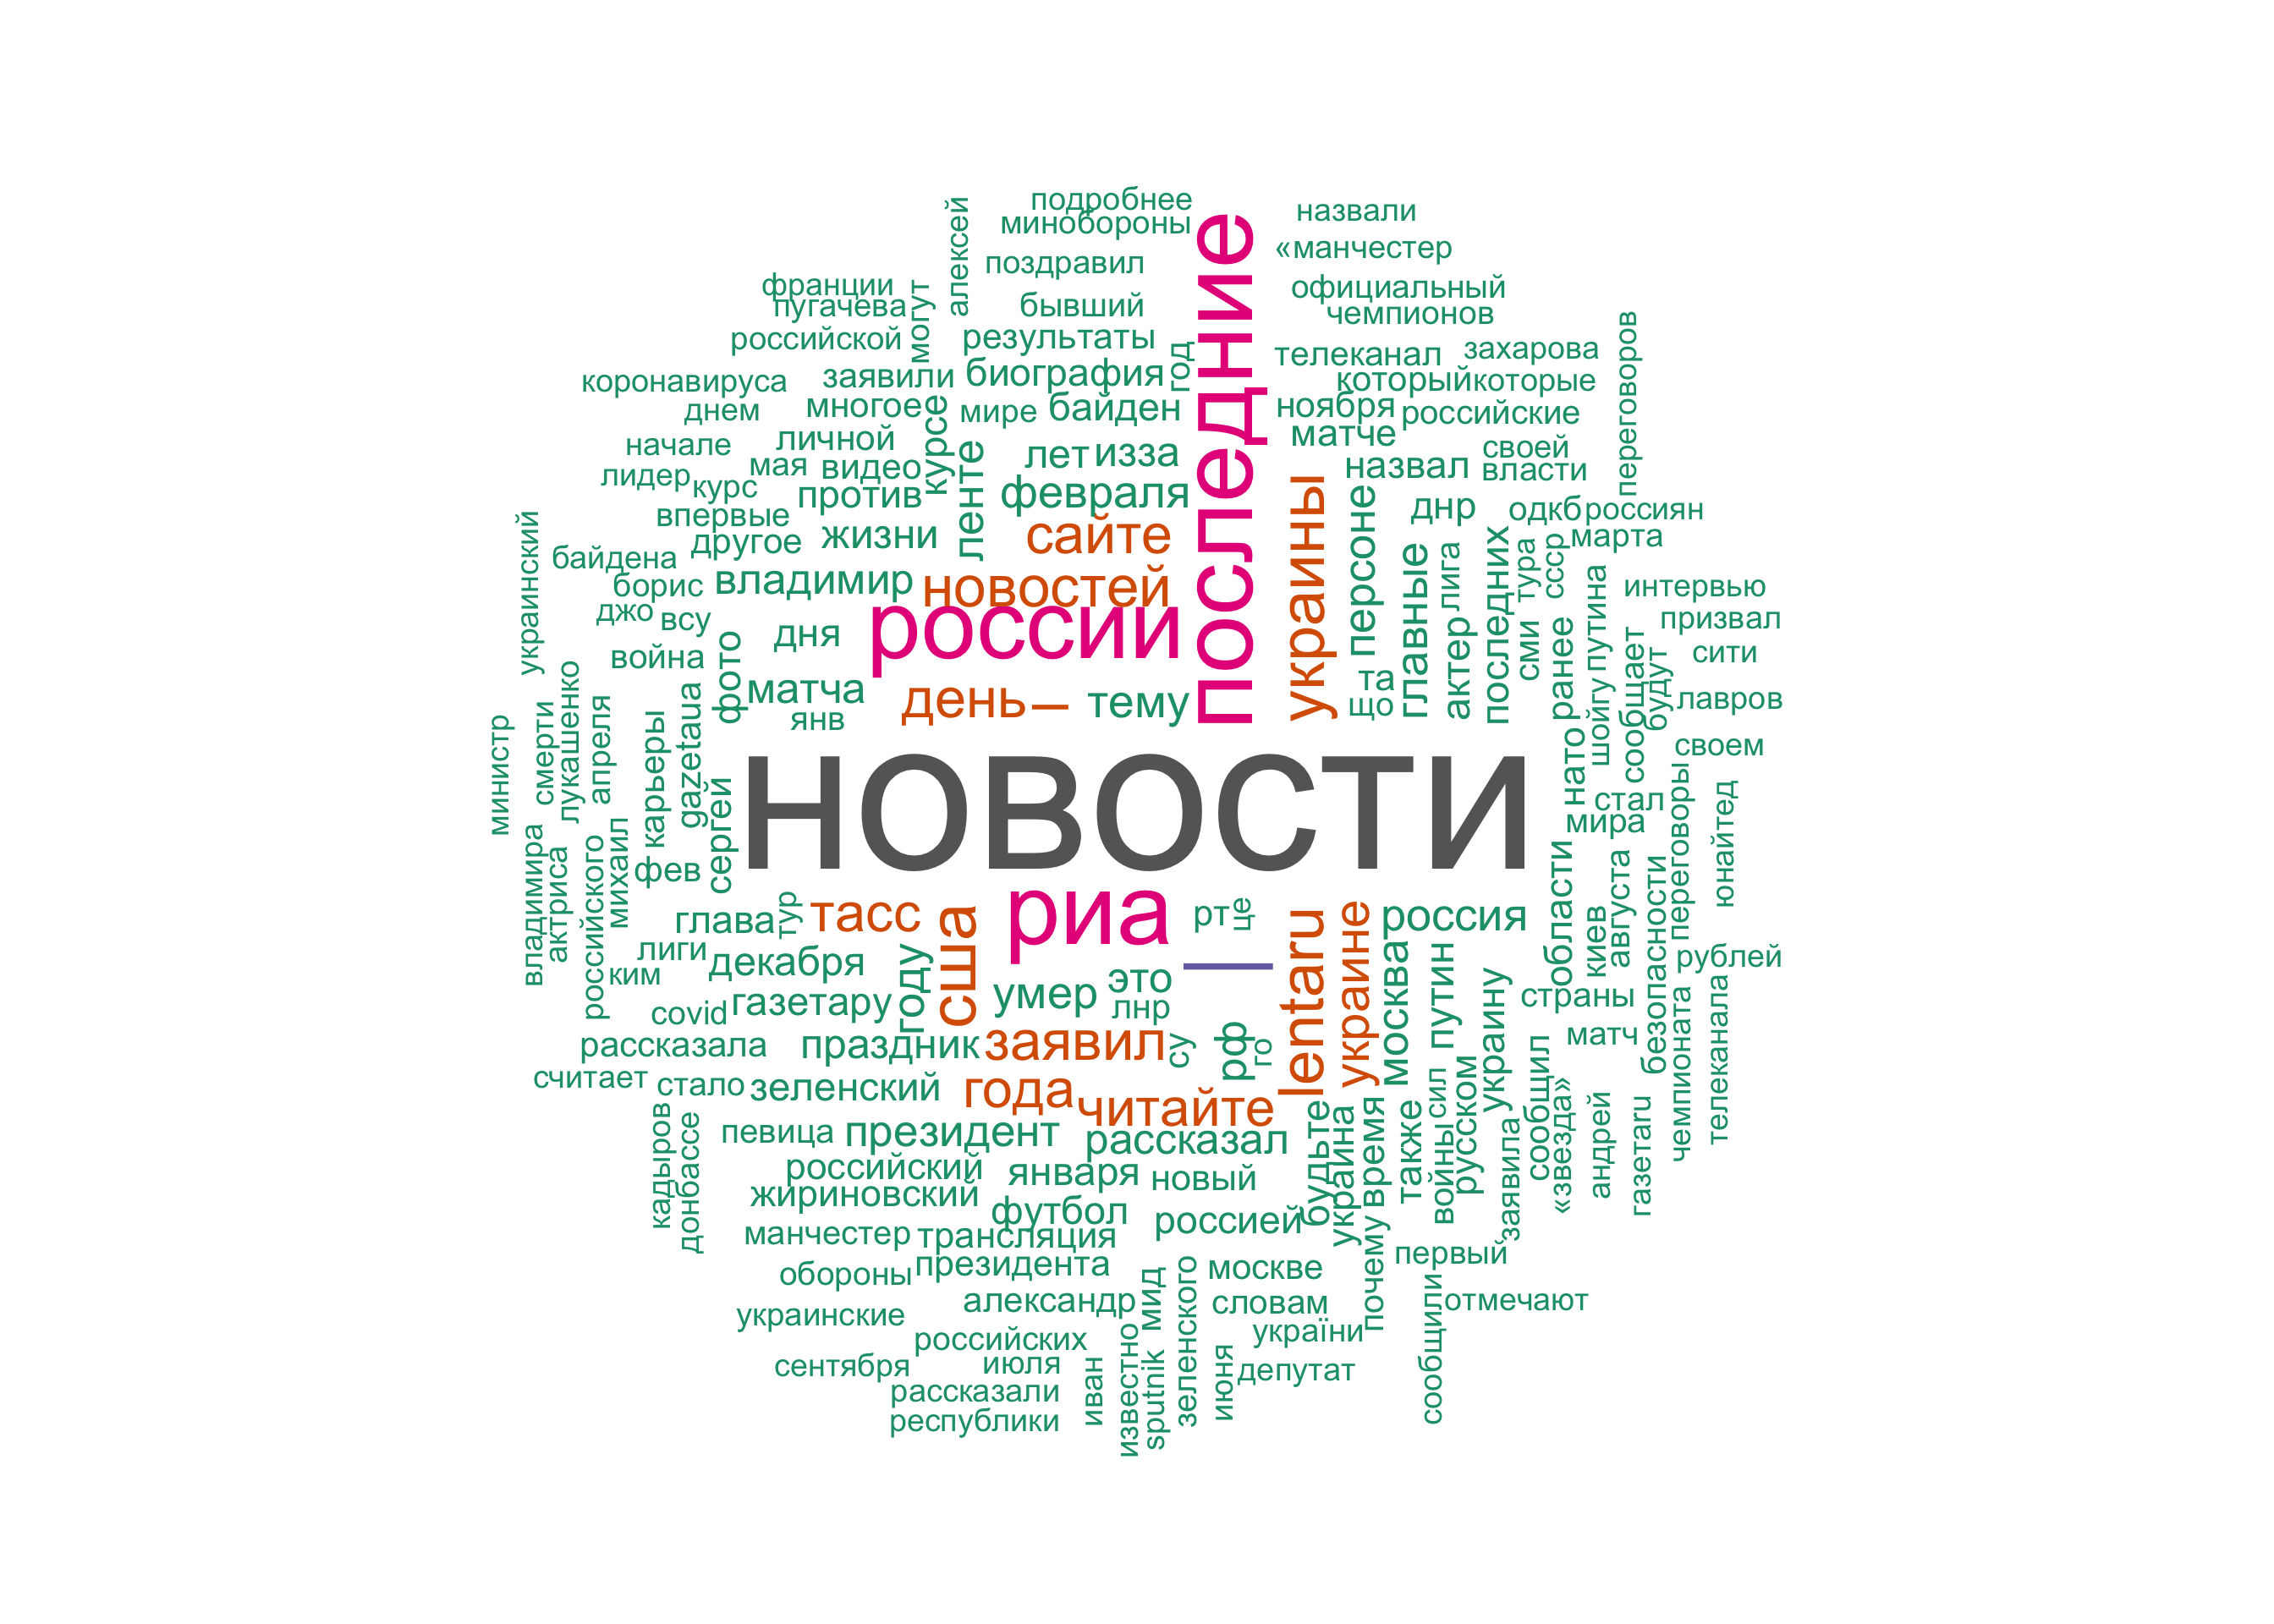 подробнее
минобороны
назвали
алексей
«манчестер
поздравил
последние
франции
официальный
пугачева
могут
бывший
чемпионов
российской
результаты
год
телеканал
захарова
переговоров
коронавируса
заявили
биография
который
которые
днем
многое
курсе
мире
байден
ноября
российские
начале
личной
ленте
лет
изза
матче
своей
лидер
курс
мая
видео
против
февраля
украины
назвал
власти
впервые
другое
жизни
сайте
персоне
днр
одкб
россиян
украинский
байдена
марта
борис
владимир
новостей
главные
лига
последних
тура
ссср
интервью
джо
всу
дня
россии
актер
сми
ранее
путина
призвал
война
фото
матча
янв
день
—
тему
та
що
шойгу
сообщает
будут
сити
лавров
министр
смерти
лукашенко
апреля
карьеры
gazetaua
сергей
новости
нато
стал
мира
своем
переговоры
юнайтед
владимира
актриса
российского
михаил
фев
глава
тур
тасс
сша
риа
рт
це
lentaru
украине
россия
области
киев
августа
безопасности
рублей
лиги
ким
декабря
году
умер
это
—
лнр
москва
путин
украину
страны
covid
газетару
матч
чемпионата
телеканала
рассказала
праздник
заявил
су
рф
го
считает
стало
зеленский
года
читайте
сил
русском
сообщил
«звезда»
андрей
газетаru
кадыров
донбассе
певица
президент
рассказал
будьте
украина
время
также
войны
заявила
российский
января
новый
жириновский
футбол
россией
манчестер
трансляция
почему
первый
обороны
президента
мид
зеленского
москве
сообщили
украинские
александр
словам
отмечают
російських
україни
сентября
июля
иван
известно
sputnik
июня
депутат
рассказали
республики